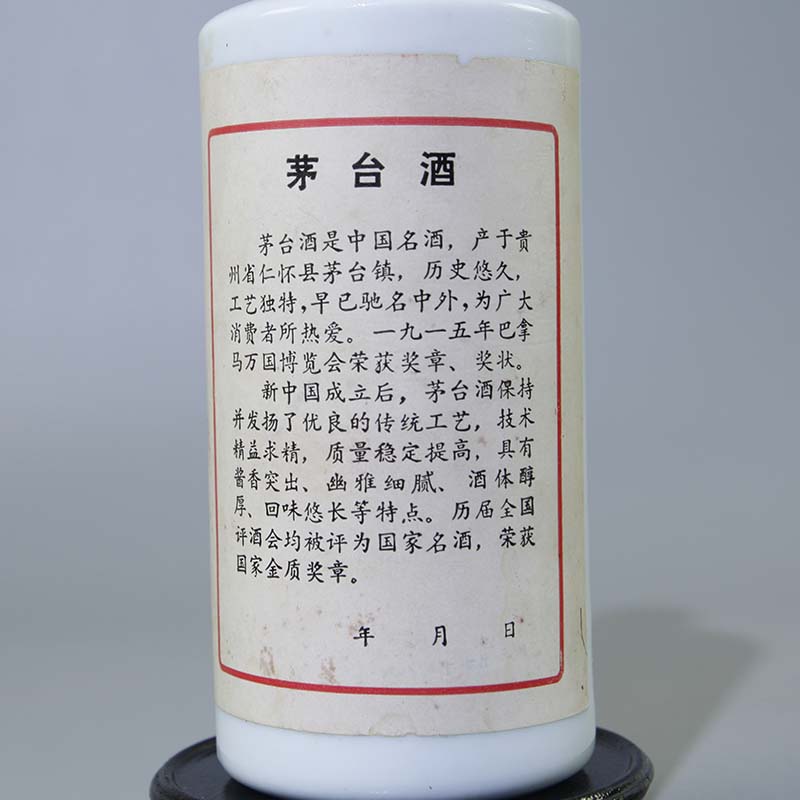 茅台酒
茅台酒是中国名酒，产于贵
州省仁怀县茅台镇，历史悠久，
工艺独特，早已驰名中外，为广大
消费者所热爱。一九一五年巴拿
马万国博览会荣获奖章、奖状。
新中国成立后，茅台酒保持
并发扬了优良的传统工艺，技术
精益求精，质量稳定提高，具有
酱香突出、幽雅细腻、酒体醇
厚、回味悠长等特点。历届全国
评酒会均被评为国家名酒，荣获
国家金质奖章。
年 月 日